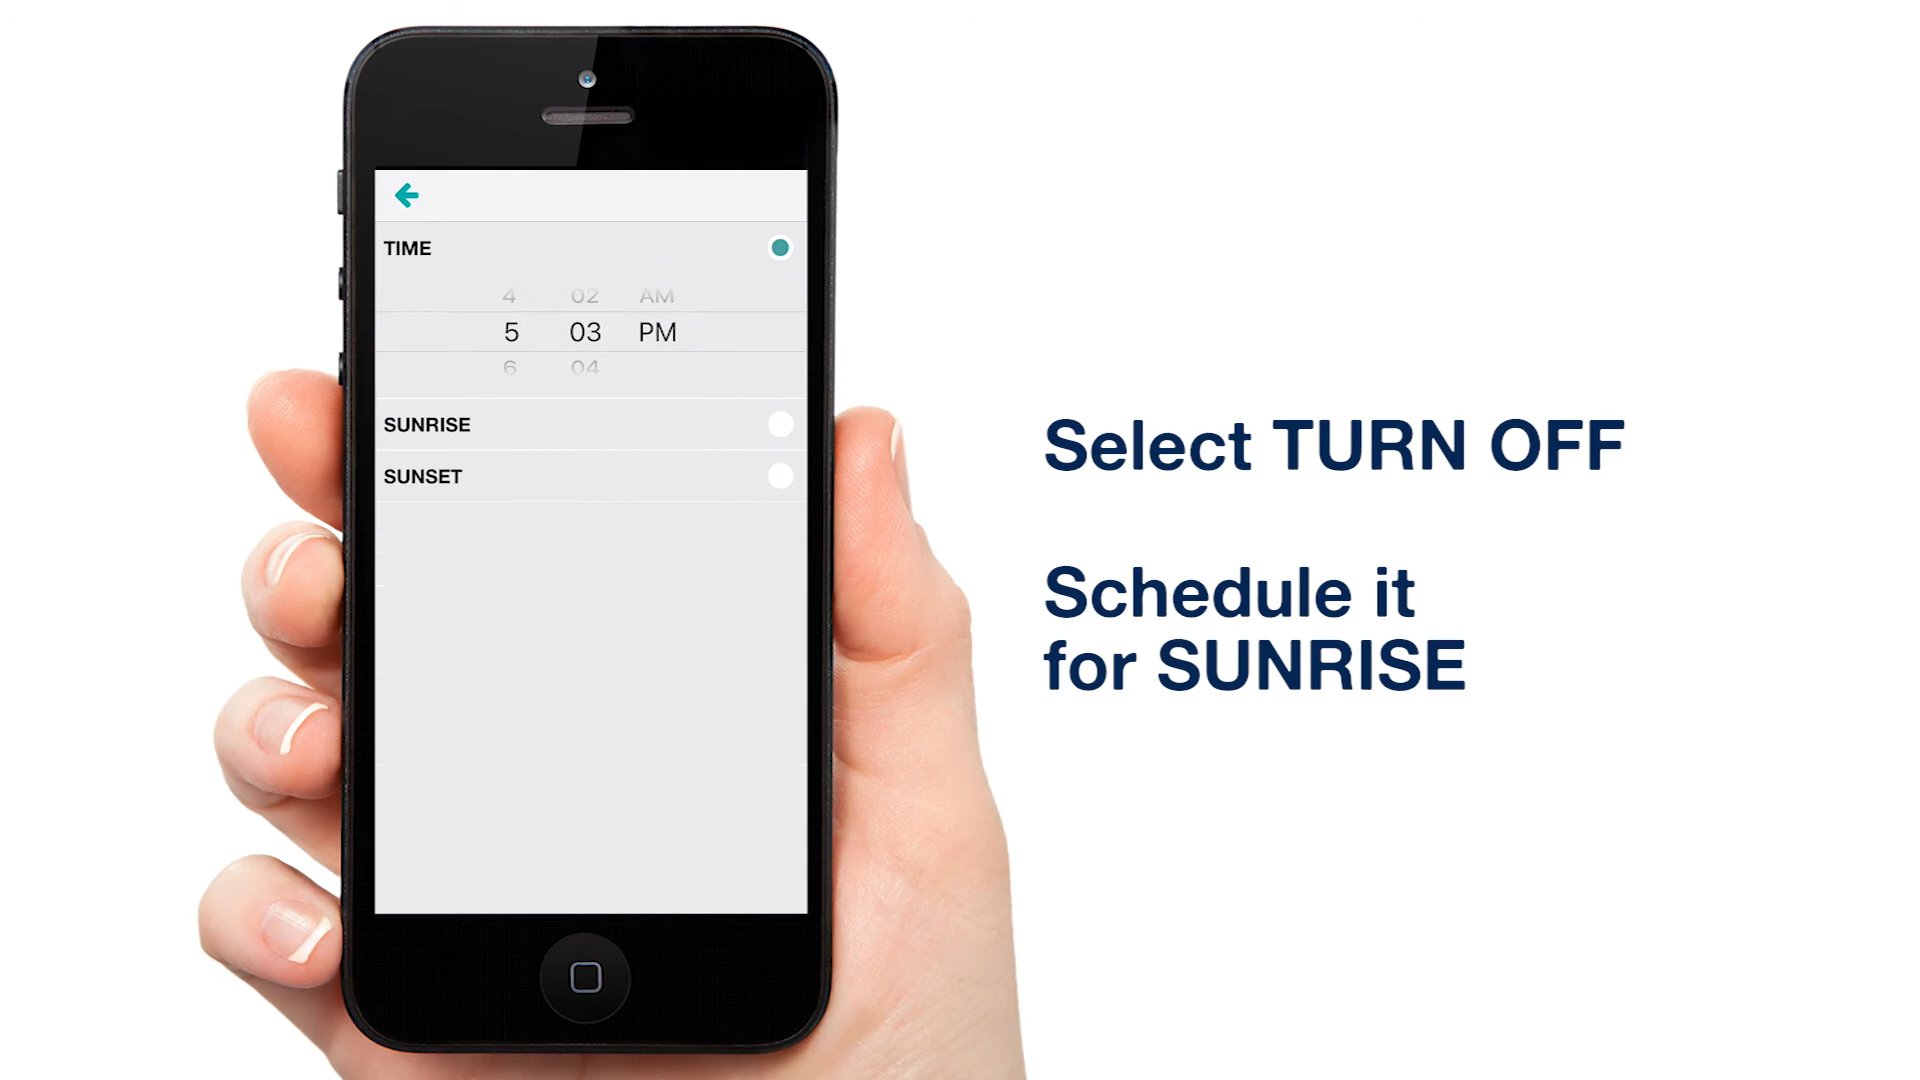 TIME
4 02 AM
5 03 PM
6 04
SUNRISE
SUNSET
Select TURN OFF
Schedule it
for SUNRISE